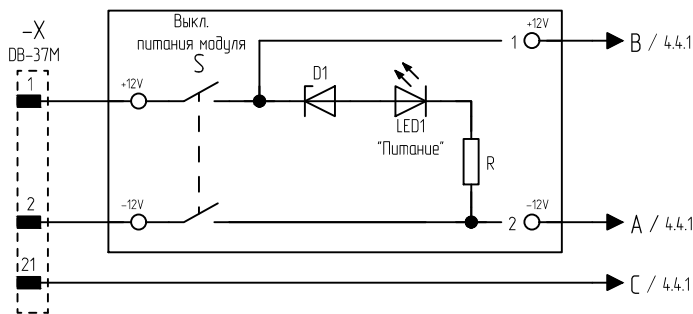 -X
DB-37M
1
2
21
Выкл.
питания модуля
S
+12V
-12V
D1
LED1
"Питание"
R
+12V
1
-12V
2
B / 4.4.1
A / 4.4.1
C / 4.4.1